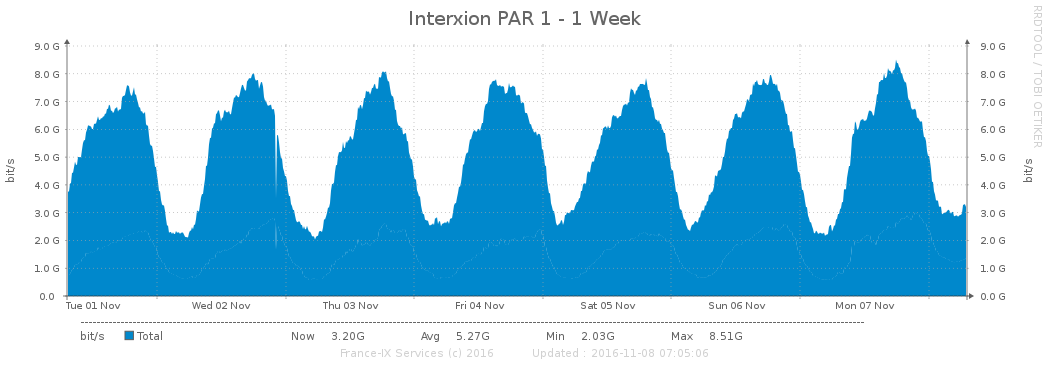 Interxion PAR 1 - 1 Week
RRDTOOL / TOBI OETIKER
bit/s
9.0 G 9.0 G
8.0 G 8.0 G
7.0 G 7.0 G
6.0 G 6.0 G
5.0 G 5.0 G
4.0 G 4.0 G
3.0 G 3.0 G
2.0 G 2.0 G
1.0 G 1.0 G
0.0 0.0 G
bit/s
Tue 01 Nov Wed 02 Nov Thu 03 Nov Fri 04 Nov Sat 05 Nov Sun 06 Nov Mon 07 Nov
bit/s Total Now 3.20G Avg 5.27G Min 2.03G Max 8.51G
France-IX Services (c) 2016 Updated : 2016-11-08 07:05:06